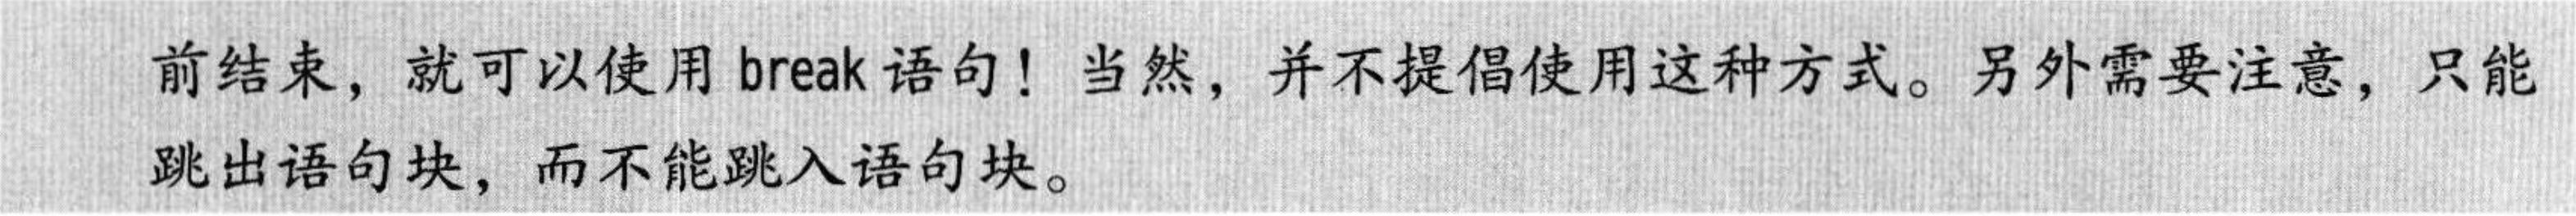 前结束，就可以使用 break 语句！当然，并不提倡使用这种方式。另外需要注意，只能
跳出语句块，而不能跳入语句块。